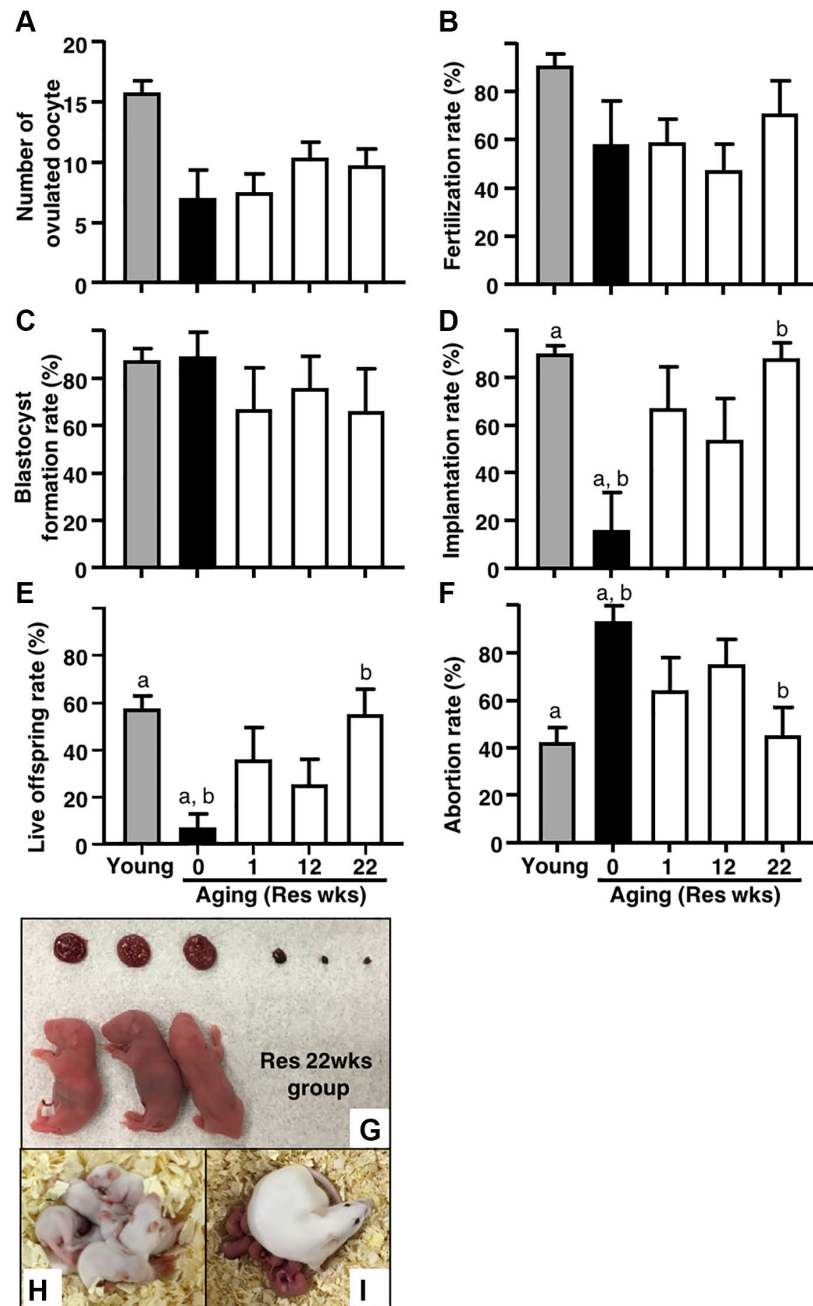 A
Number of
ovulated oocyte
20
15
10
5
0
B
Fertilization rate (%)
80
60
40
20
0
C
Blastocyst
formation rate (%)
80
60
40
20
0
D
Implantation rate (%)
80
60
40
20
0
a
a, b
b
E
Live offspring rate (%)
80
60
40
20
0
a
a, b
b
Young 0 1 12 22
Aging (Res wks)
F
Abortion rate (%)
80
60
40
20
0
a
a, b
b
Young 0 1 12 22
Aging (Res wks)
Res 22wks
group
G
H
I